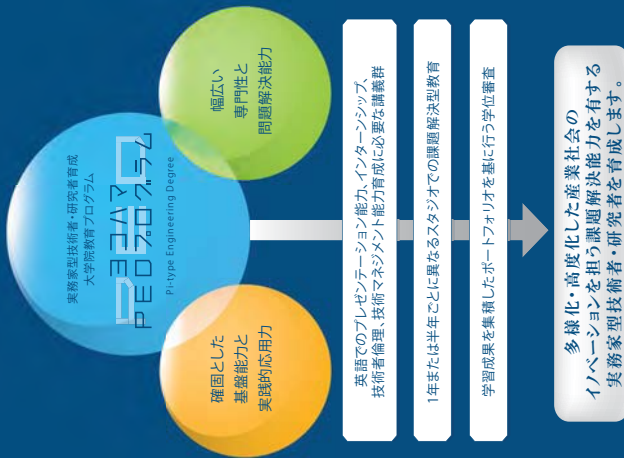 実務家型技術者・研究者育成
大学院教育プログラム
ヨコハマ
PEDプログラム
Pi-type Engineering Degree
確固とした
基盤能力と
実践的応用力
幅広い
専門性と
問題解決能力
英語でのプレゼンテーション能力、インターンシップ、
技術者倫理、技術マネジメント能力育成に必要な講義群
1年または半年ごとに異なるスタジオでの課題解決型教育
学習成果を集積したポートフォリオを基に行う学位審査
多様化・高度化した産業社会の
イノベーションを担う課題解決能力を有する
実務家型技術者・研究者を育成します。